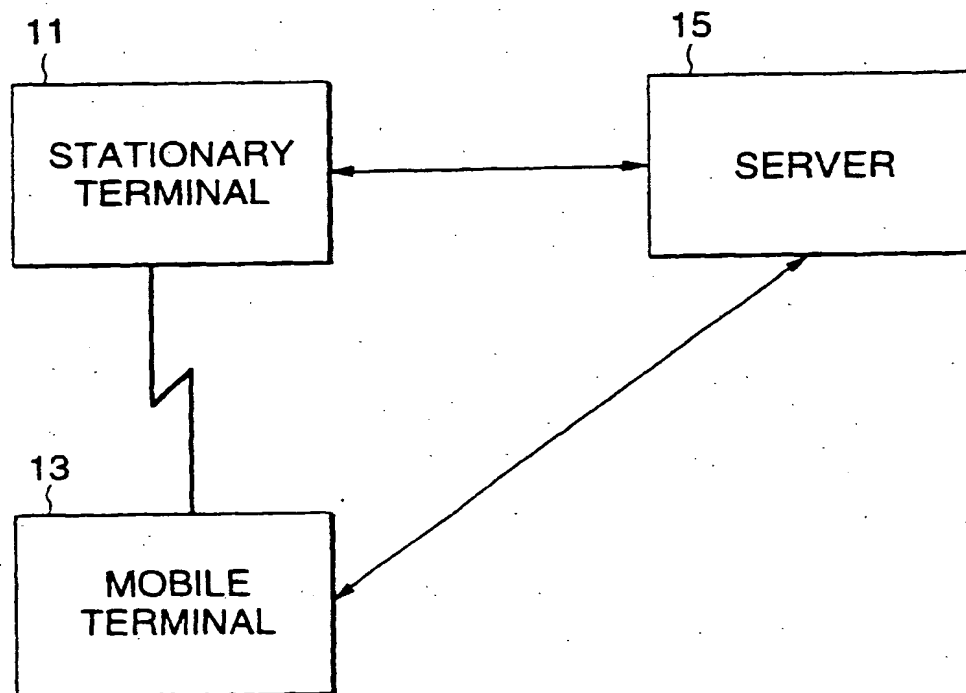 11
STATIONARY
TERMINAL
15
SERVER
13
MOBILE
TERMINAL